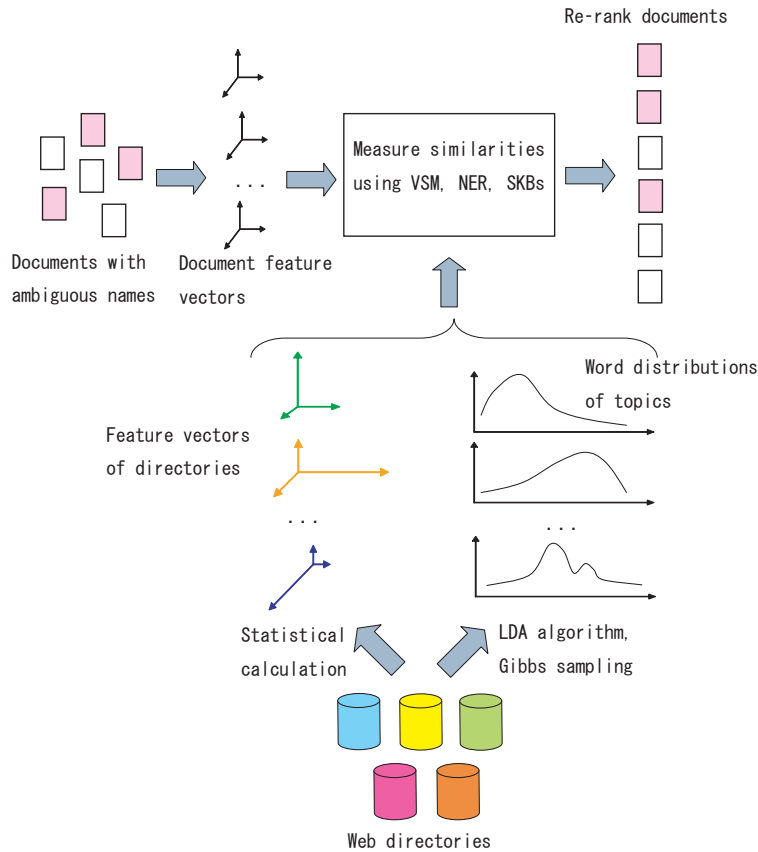 Re-rank documents
Measure similarities
using VSM, NER, SKBs
...
Documents with
ambiguous names
Document feature
vectors
Word distributions
of topics
Feature vectors
of directories
...
...
Statistical
calculation
LDA algorithm,
Gibbs sampling
Web directories